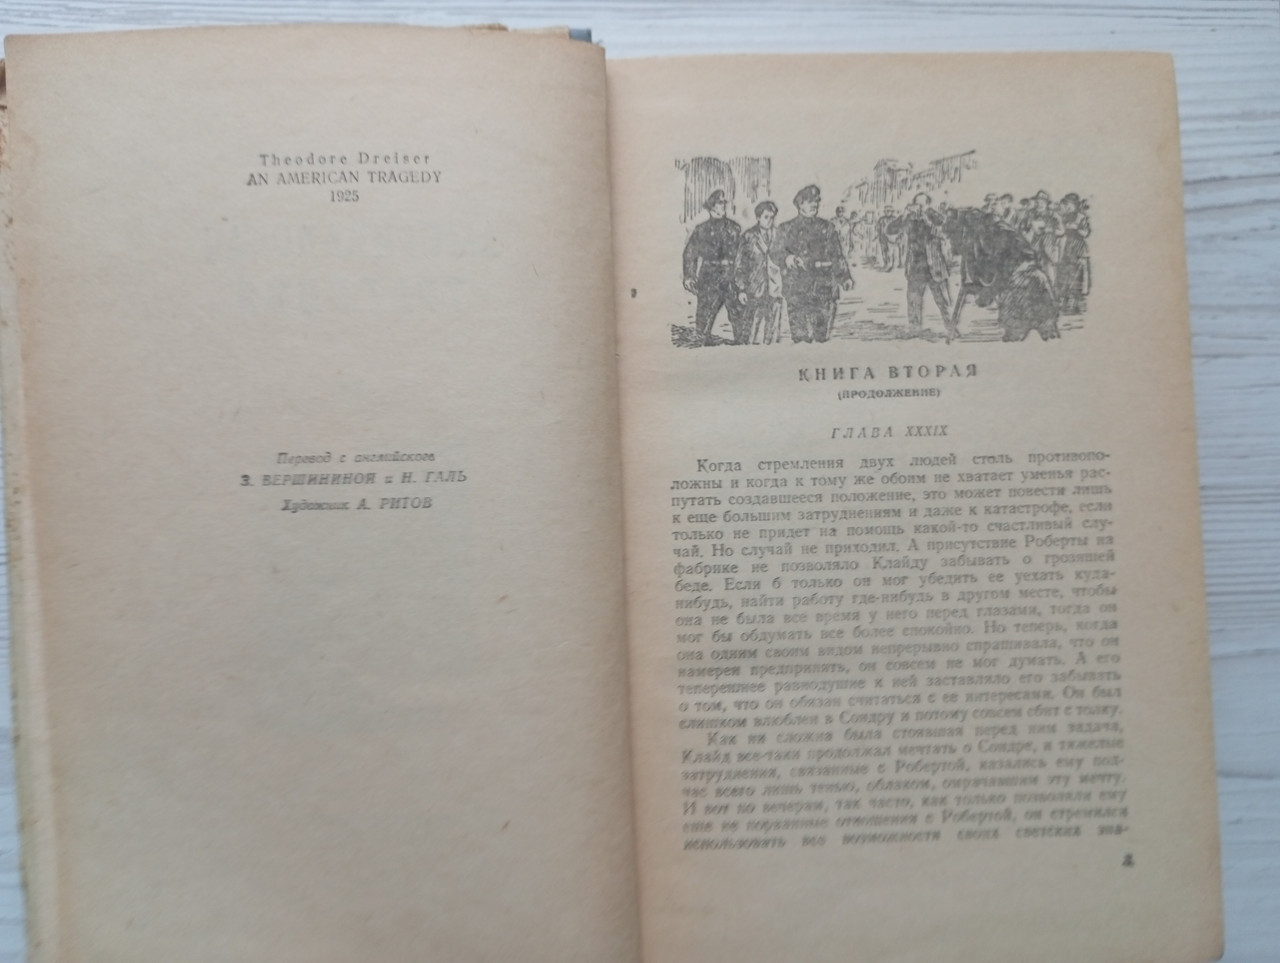 Theodore Dreiser
AN AMERICAN TRAGEDY
1925
Перевод с английского
З. ВЕРШИНИНОЙ и Н. ГАЛЬ
Художник А. РИТОВ
КНИГА ВТОРАЯ
(ПРОДОЛЖЕНИЕ)
ГЛАВА XXXIX
Когда стремления двух людей столь противопо-
ложны и когда к тому же обоим не хватает уменья рас-
путать создавшееся положение, это может повести лишь
к еще большим затруднениям и даже к катастрофе, если
только не придет на помощь какой-то счастливый слу-
чай. Но случай не приходил. А присутствие Роберты на
фабрике не позволяло Клайду забывать о грозящей
беде. Если б только он мог убедить ее уехать куда-
нибудь, найти работу где-нибудь в другом месте, чтобы
она не была все время у него перед глазами, тогда он
мог бы обдумать все более спокойно. Но теперь, когда
она одним своим видом непрерывно спрашивала, что он
намерен предпринять, он совсем не мог думать. А его
теперешнее равнодушие к ней заставляло его забывать
о том, что он обязан считаться с ее интересами. Он был
слишком влюблен в Сондру и потому совсем сбит с толку.
Как ни сложна была стоявшая перед ним задача,
Клайд все-таки продолжал мечтать о Сондре, и тяжелые
затруднения, связанные с Робертой, казались ему под-
час всего лишь тенью, облаком, омрачавшим эту мечту.
И вот по вечерам, так часто, как только позволяли ему
еще не порванные отношения с Робертой, он стремился
использовать все возможности своих светских зна-